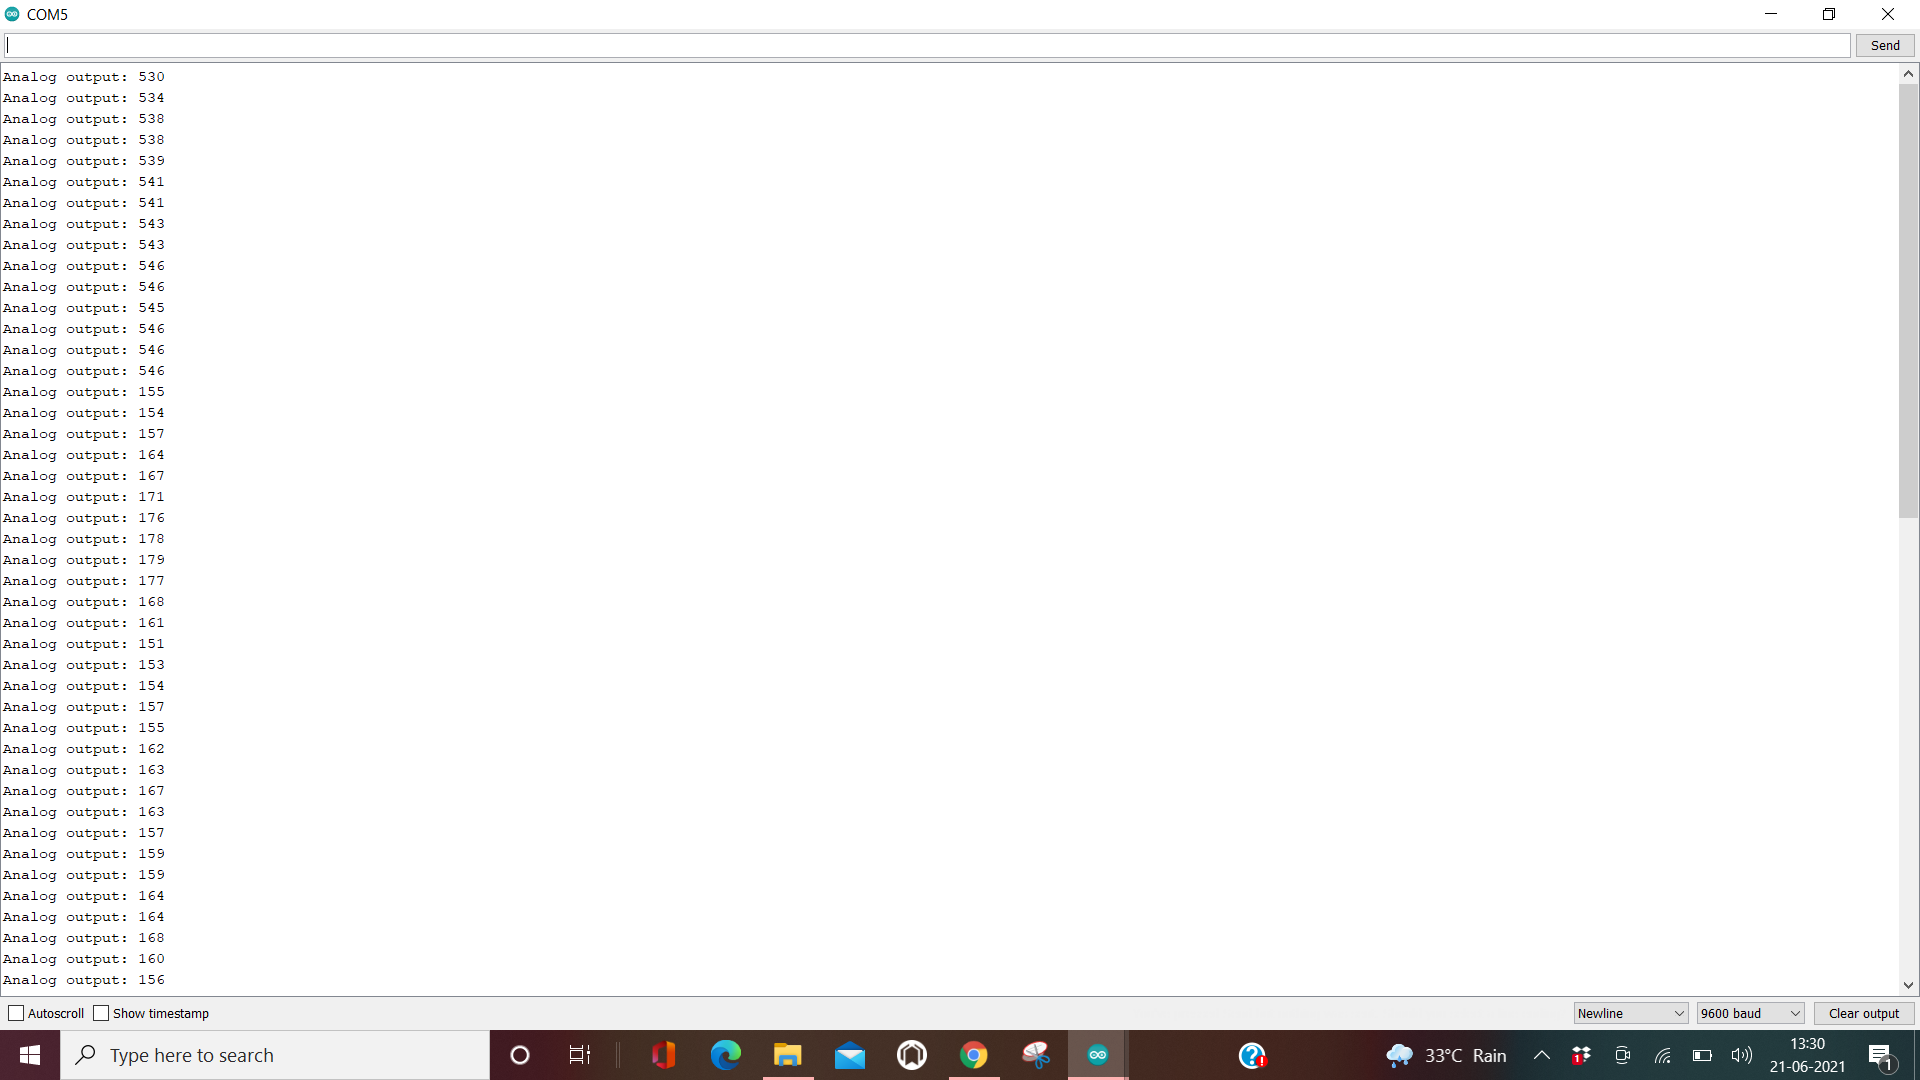 COM5
Send
Analog output: 530
Analog output: 534
Analog output: 538
Analog output: 538
Analog output: 539
Analog output: 541
Analog output: 541
Analog output: 543
Analog output: 543
Analog output: 546
Analog output: 546
Analog output: 545
Analog output: 546
Analog output: 546
Analog output: 546
Analog output: 155
Analog output: 154
Analog output: 157
Analog output: 164
Analog output: 167
Analog output: 171
Analog output: 176
Analog output: 178
Analog output: 179
Analog output: 177
Analog output: 168
Analog output: 161
Analog output: 151
Analog output: 153
Analog output: 154
Analog output: 157
Analog output: 155
Analog output: 162
Analog output: 163
Analog output: 167
Analog output: 163
Analog output: 157
Analog output: 159
Analog output: 159
Analog output: 164
Analog output: 164
Analog output: 168
Analog output: 160
Analog output: 156
Autoscroll Show timestamp Newline 9600 baud Clear output
Type here to search 1 33°C Rain 13:30
21-06-2021 1